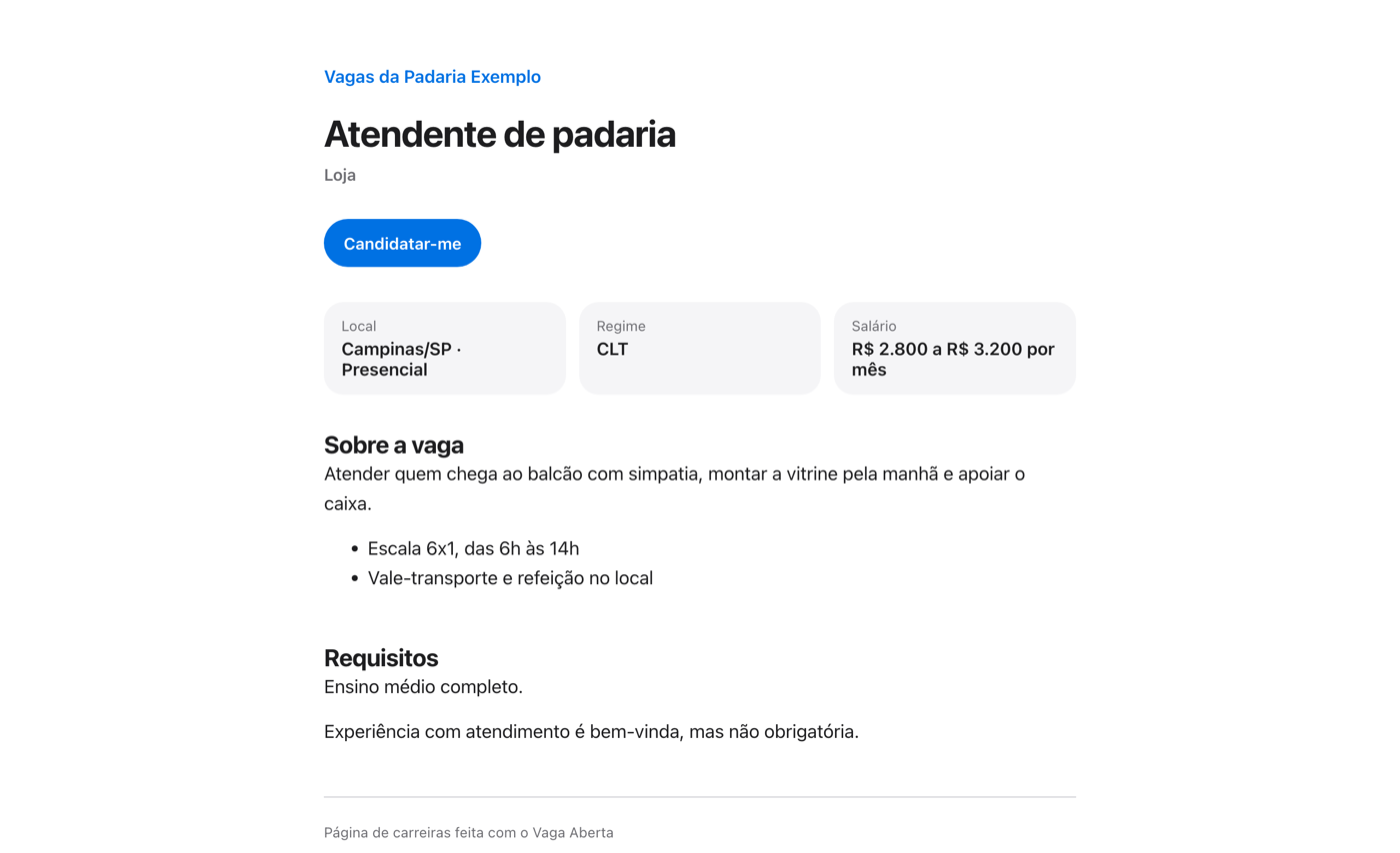 Vagas da Padaria Exemplo
Atendente de padaria
Loja
Candidatar-me
Local
Campinas/SP ·
Presencial
Regime
CLT
Salário
R$ 2.800 a R$ 3.200 por
mês
Sobre a vaga
Atender quem chega ao balcão com simpatia, montar a vitrine pela manhã e apoiar o
caixa.
• Escala 6x1, das 6h às 14h
• Vale-transporte e refeição no local
Requisitos
Ensino médio completo.
Experiência com atendimento é bem-vinda, mas não obrigatória.
Página de carreiras feita com o Vaga Aberta